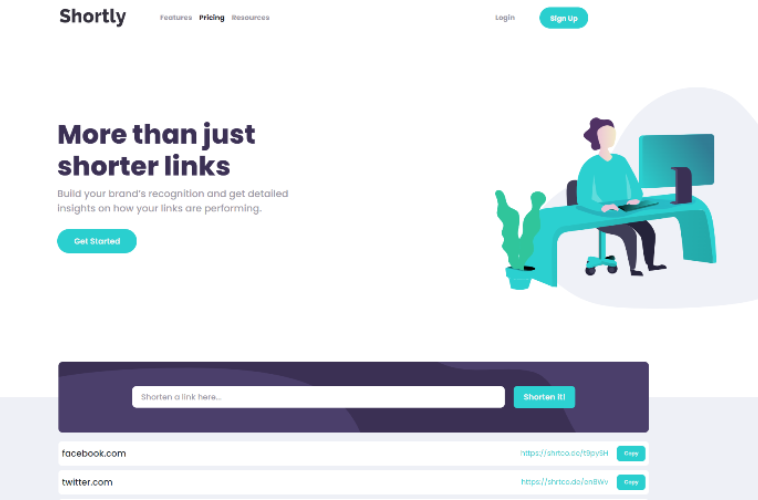 Shortly
Features Pricing Resources
Login
Sign Up
More than just
shorter links
Build your brand's recognition and get detailed
insights on how your links are performing.
Get Started
Shorten a link here...
Shorten it!
facebook.com
https://shrtco.cc/t9pySH
Copy
twitter.com
https://shrtco.de/on8Wv
Copy